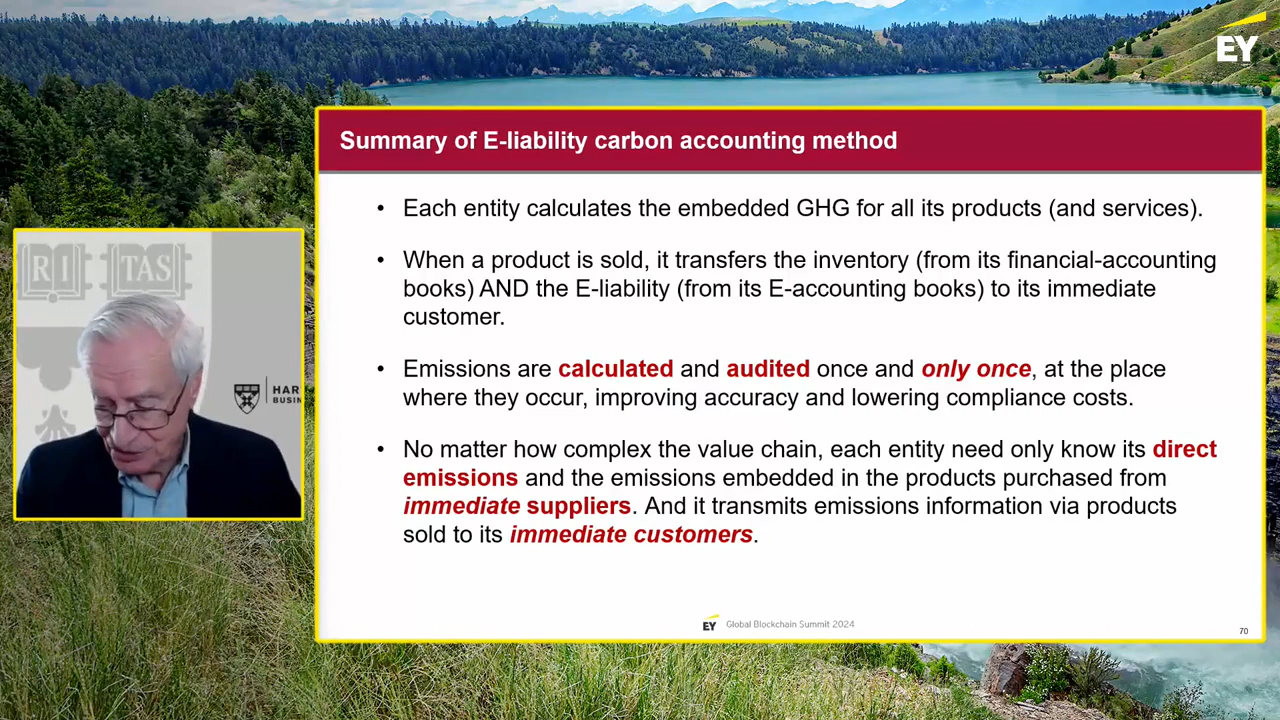 EY
Summary of E-liability carbon accounting method
• Each entity calculates the embedded GHG for all its products (and services).
• When a product is sold, it transfers the inventory (from its financial-accounting
books) AND the E-liability (from its E-accounting books) to its immediate
customer.
• Emissions are calculated and audited once and only once, at the place
where they occur, improving accuracy and lowering compliance costs.
• No matter how complex the value chain, each entity need only know its direct
emissions and the emissions embedded in the products purchased from
immediate suppliers. And it transmits emissions information via products
sold to its immediate customers.
EY Global Blockchain Summit 2024
70
RI TAS
HAR
BUSIN